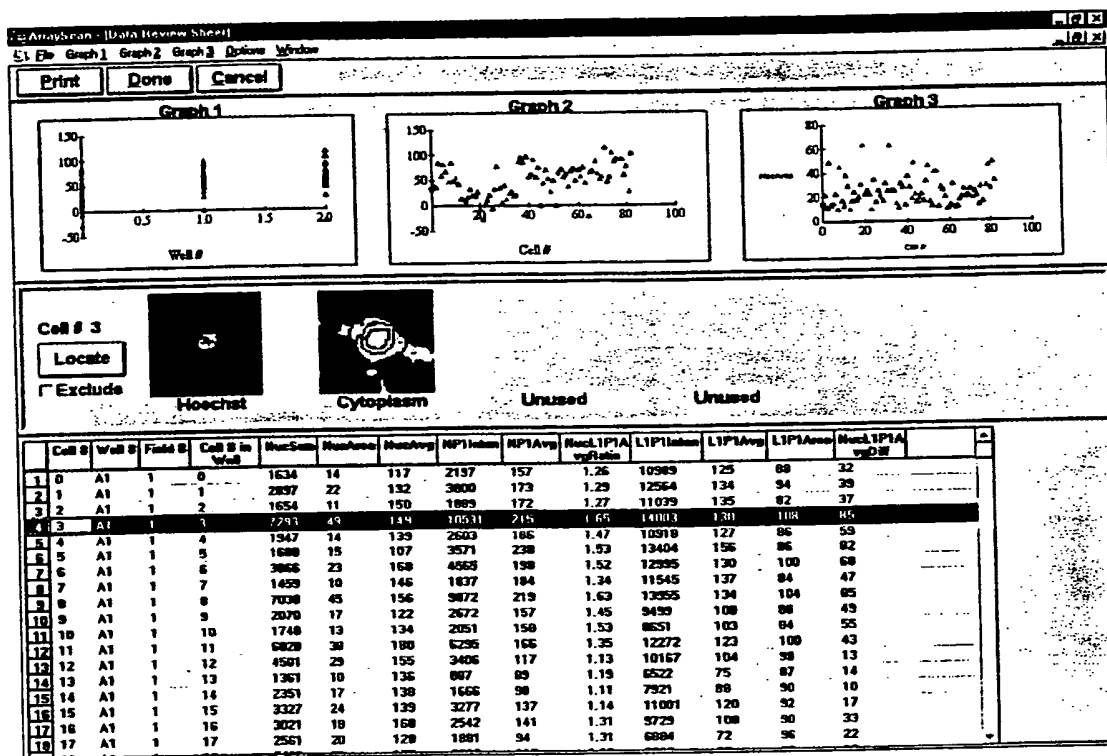 ArrayScan - [Data Review Sheet]
File Graph 1 Graph 2 Graph 3 Options Window
Print Done Cancel
Graph 1 Graph 2 Graph 3
150 100 50 0 -50
0.5 1.0 1.5 2.0
Well #
150 100 50 0 -50
20 40 60 80 100
Cell #
80 60 40 20 0
NucArea
0 20 40 60 80 100
Cell #
Cell # 3
Locate
Exclude
Hoechst Cytoplasm Unused Unused
Cell # Well # Field # Cell # in Well NucSum NucArea NucAvg NP1Inten NP1Avg NucL1P1AvgRatio L1P1Inten L1P1Avg L1P1Area NucL1P1AvgDiff
1 0 A1 1 0 1634 14 117 2197 157 1.26 10989 125 88 32
2 1 A1 1 1 2897 22 132 3800 173 1.29 12564 134 94 39
3 2 A1 1 2 1654 11 150 1889 172 1.27 11039 135 82 37
4 3 A1 1 3 7293 49 149 10531 215 1.65 14003 130 108 85
5 4 A1 1 4 1947 14 139 2603 186 1.47 10918 127 86 59
6 5 A1 1 5 15 107 3571 238 1.53 13404 156 86 82
7 6 A1 1 6 3866 23 168 4565 198 1.52 12995 130 100 68
8 7 A1 1 7 1459 10 146 1837 184 1.34 11545 137 84 47
9 8 A1 1 8 7038 45 156 9872 219 1.63 13955 134 104 85
10 9 A1 1 9 2070 17 122 2672 157 1.45 9499 108 88 49
11 10 A1 1 10 1748 13 134 2051 158 1.53 8651 103 84 55
12 11 A1 1 11 6828 38 180 6295 166 1.35 12272 123 100 43
13 12 A1 1 12 4501 29 155 3406 117 1.13 10167 104 98 13
14 13 A1 1 13 1361 10 136 887 89 1.19 6522 75 87 14
15 14 A1 1 14 2351 17 138 1666 98 1.11 7921 88 90 10
16 15 A1 1 15 3327 24 139 3277 137 1.14 11001 120 92 17
17 16 A1 1 16 3021 18 168 2542 141 1.31 9729 108 90 33
18 17 A1 1 17 2561 20 128 1881 94 1.31 6884 72 96 22